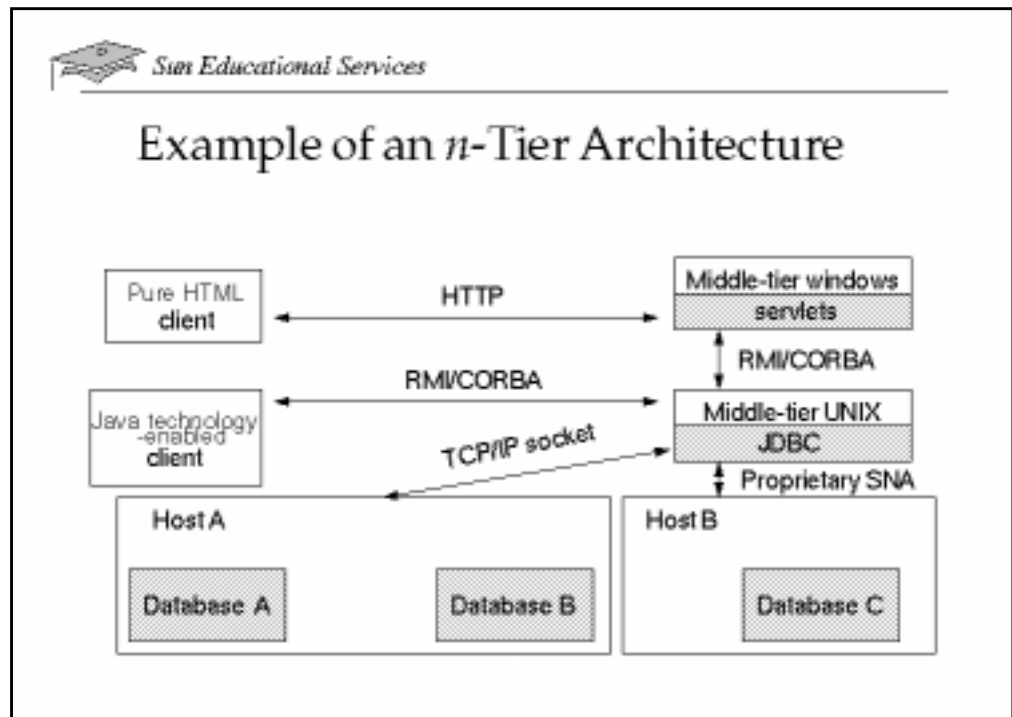 Sun Educational Services
Example of an n-Tier Architecture
Pure HTML
client
HTTP
Middle-tier windows
servlets
RMI/CORBA
RMI/CORBA
Java technology
-enabled
client
TCP/IP socket
Middle-tier UNIX
JDBC
Proprietary SNA
Host A
Host B
Database A
Database B
Database C